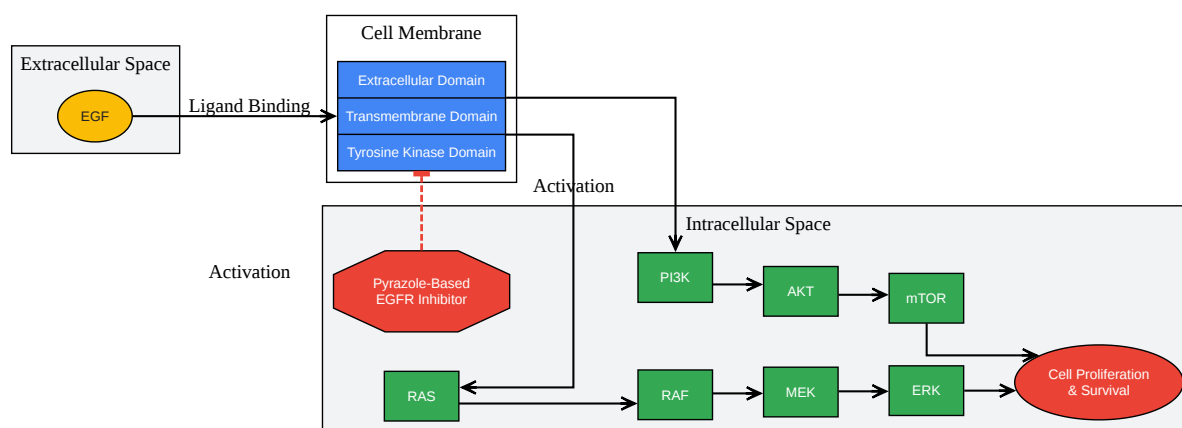 Cell Membrane
Extracellular Space
Extracellular Domain
EGF
Ligand Binding
Transmembrane Domain
Tyrosine Kinase Domain
Activation
Intracellular Space
Activation
Pyrazole-Based
EGFR Inhibitor
PI3K
AKT
mTOR
RAS
RAF
MEK
ERK
Cell Proliferation
& Survival